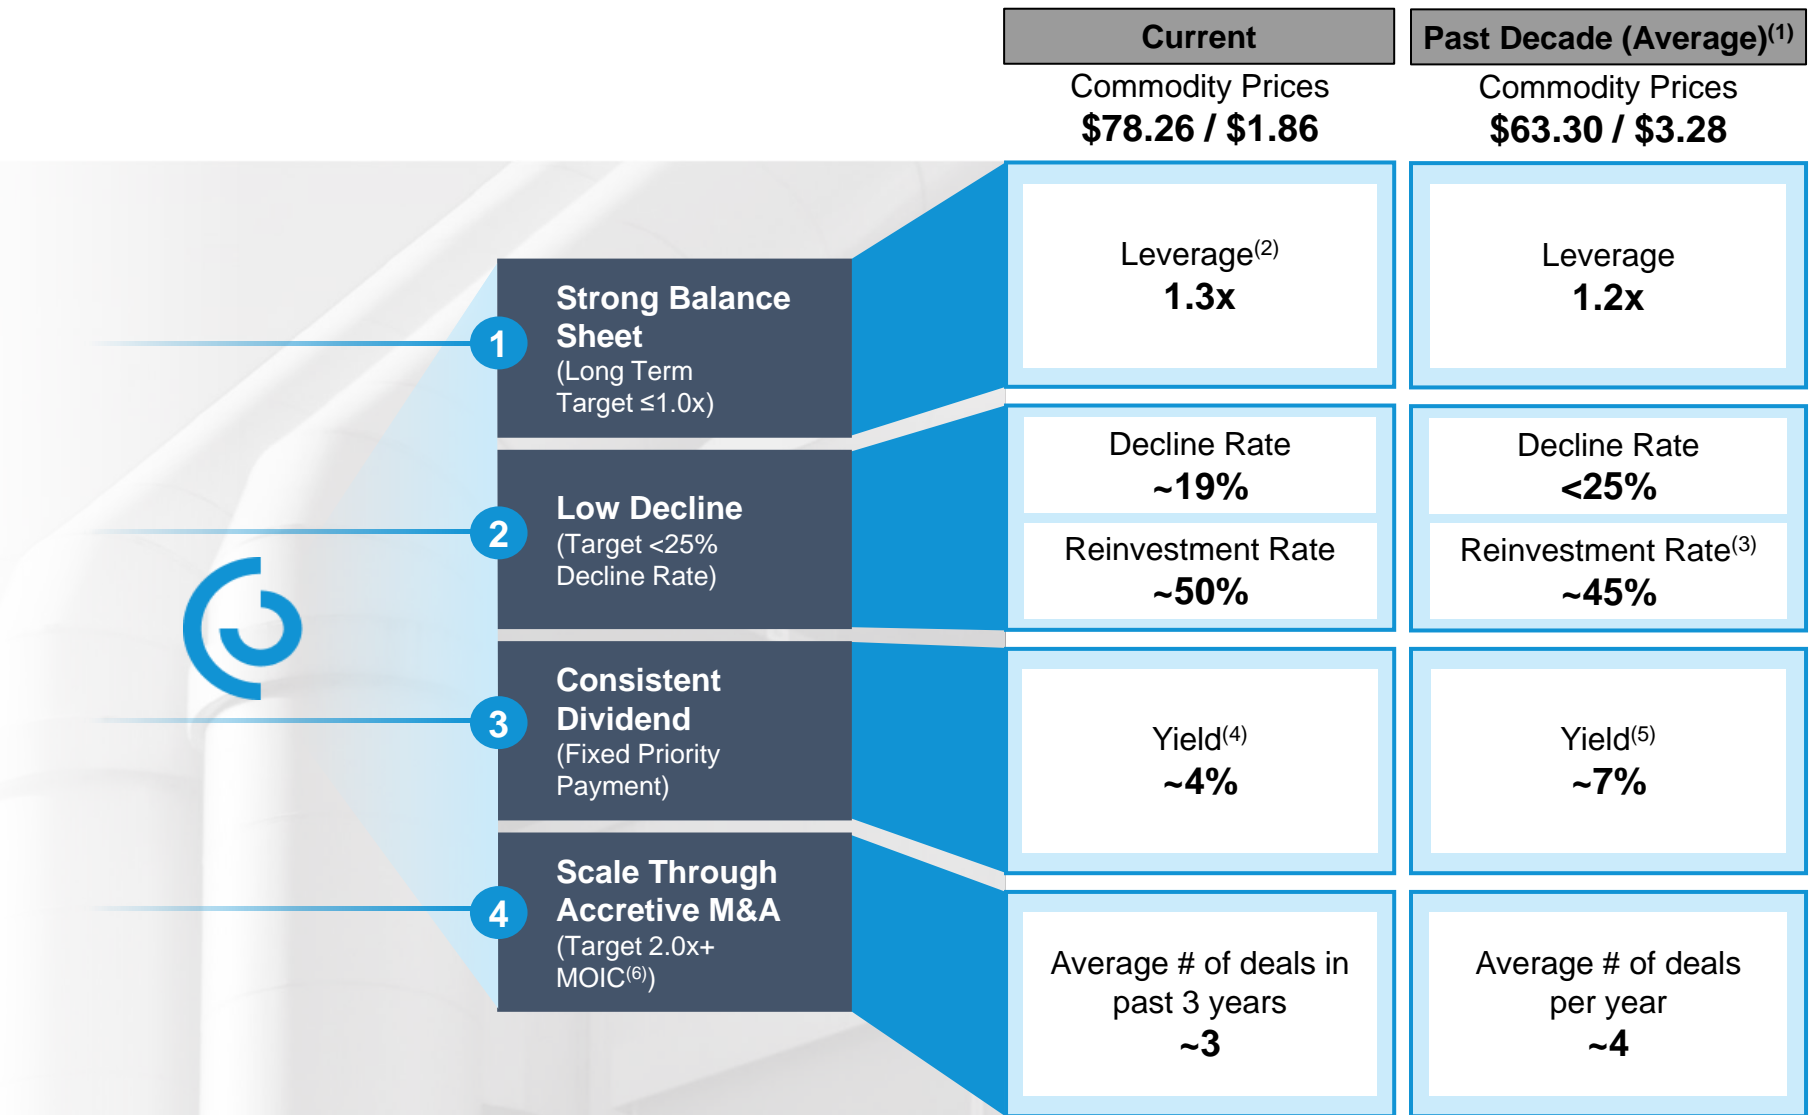 Current
Past Decade (Average)(1)
Commodity Prices
$78.26 / $1.86
Commodity Prices
$63.30 / $3.28
1
Strong Balance
Sheet
(Long Term
Target ≤1.0x)
Leverage(2)
1.3x
Leverage
1.2x
2
Low Decline
(Target <25%
Decline Rate)
Decline Rate
~19%
Reinvestment Rate
~50%
Decline Rate
<25%
Reinvestment Rate(3)
~45%
3
Consistent
Dividend
(Fixed Priority
Payment)
Yield(4)
~4%
Yield(5)
~7%
4
Scale Through
Accretive M&A
(Target 2.0x+
MOIC(6))
Average # of deals in
past 3 years
~3
Average # of deals
per year
~4